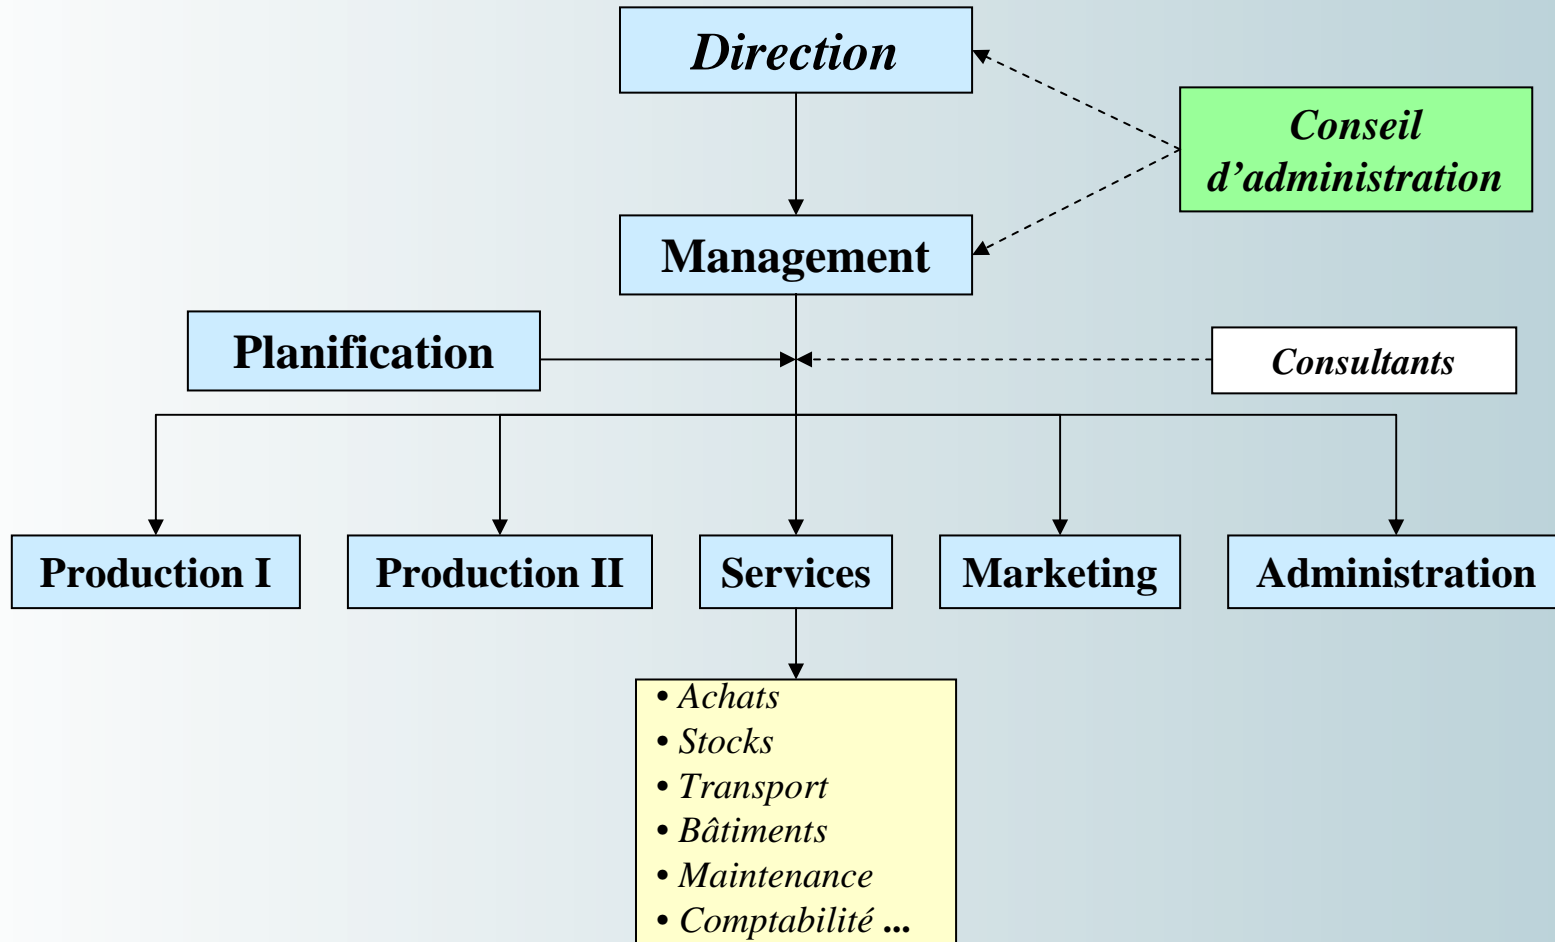 Direction
Conseil
d’administration
Management
Planification
Consultants
Production I
Production II
Services
Marketing
Administration
• Achats
• Stocks
• Transport
• Bâtiments
• Maintenance
• Comptabilité ...